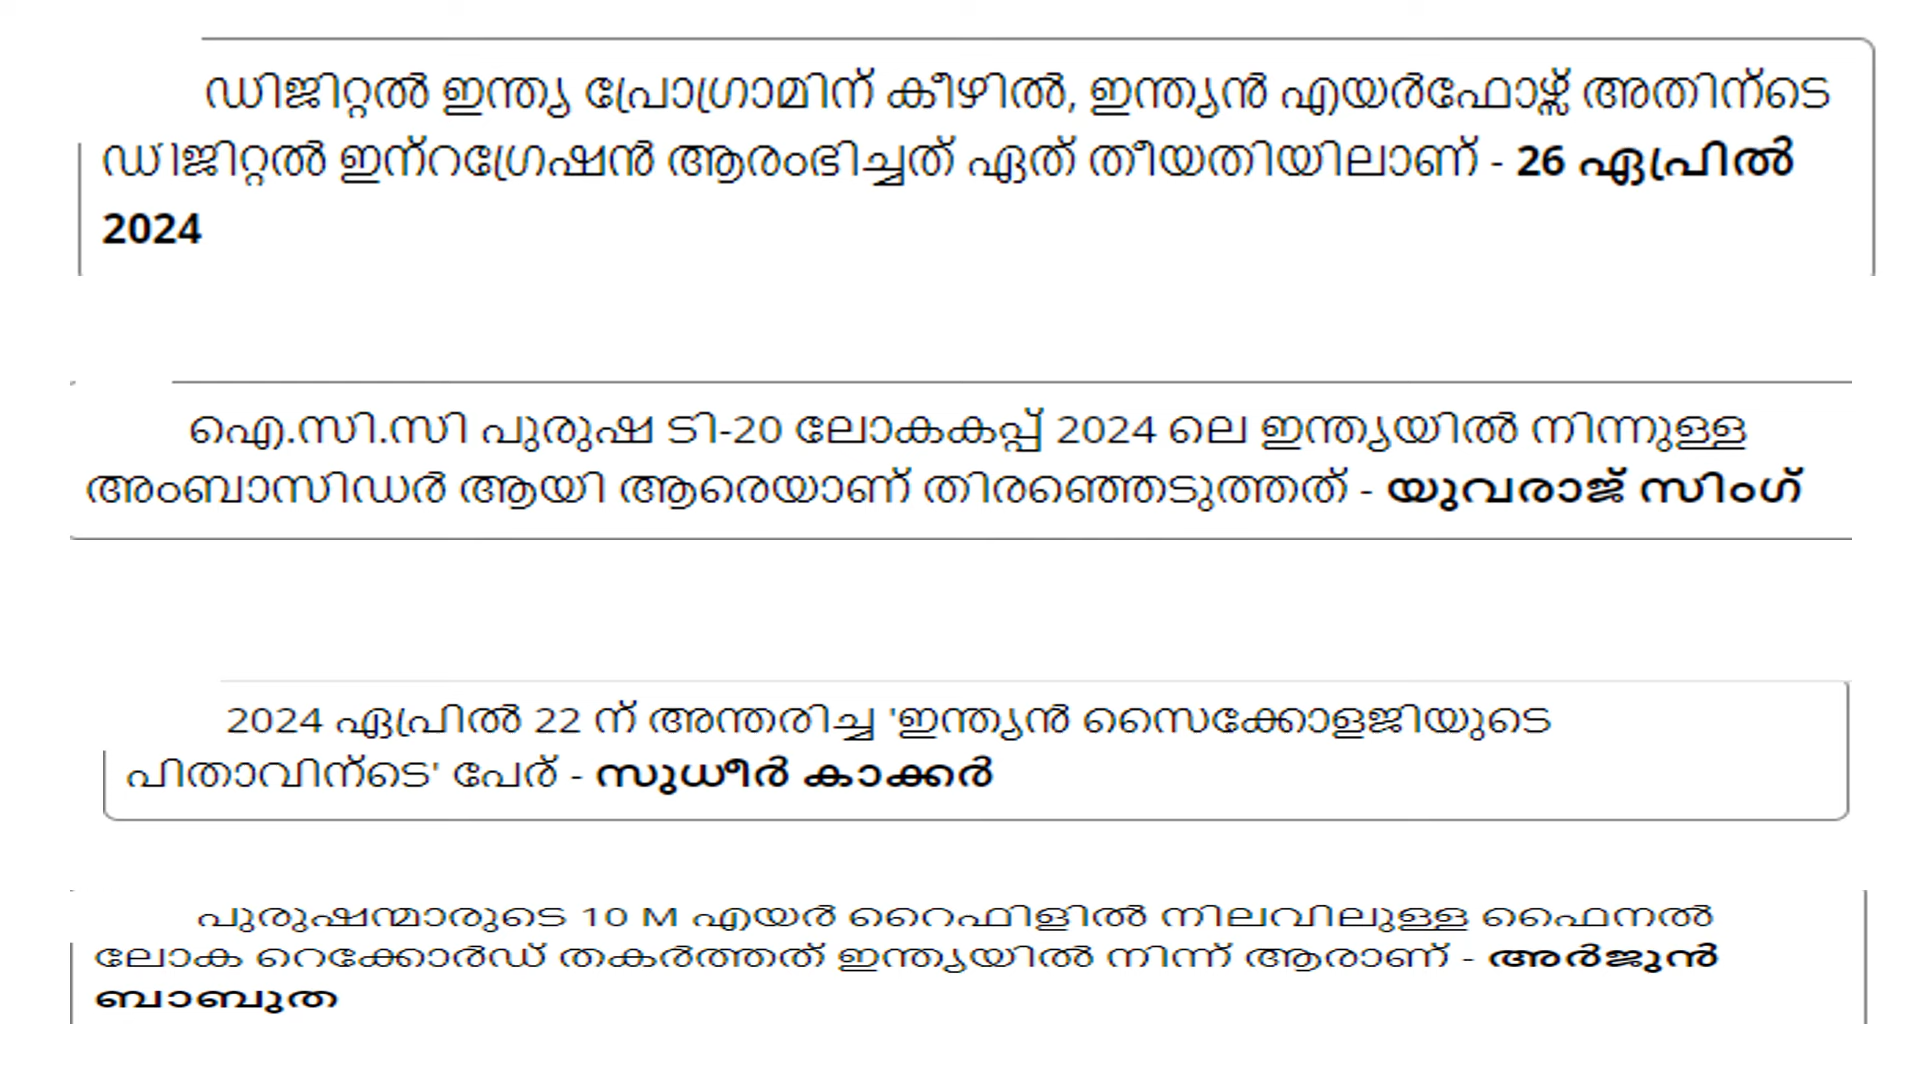 ഡിജിറ്റൽ ഇന്ത്യ പ്രോഗ്രാമിന് കീഴിൽ, ഇന്ത്യൻ എയർഫോഴ്സ് അതിന്ടെ
ഡിജിറ്റൽ ഇന്റഗ്രേഷൻ ആരംഭിച്ചത് ഏത് തീയതിയിലാണ് - 26 ഏപ്രിൽ
2024
ഐ.സി.സി പുരുഷ ടി-20 ലോകകപ്പ് 2024 ലെ ഇന്ത്യയിൽ നിന്നുള്ള
അംബാസിഡർ ആയി ആരെയാണ് തിരഞ്ഞെടുത്തത് - യുവരാജ് സിംഗ്
2024 ഏപ്രിൽ 22 ന് അന്തരിച്ച 'ഇന്ത്യൻ സൈക്കോളജിയുടെ
പിതാവിന്ടെ' പേര് - സുധീർ കാക്കർ
പുരുഷന്മാരുടെ 10 M എയർ റൈഫിളിൽ നിലവിലുള്ള ഫൈനൽ
ലോക റെക്കോർഡ് തകർത്തത് ഇന്ത്യയിൽ നിന്ന് ആരാണ് - അർജുൻ
ബാബുത